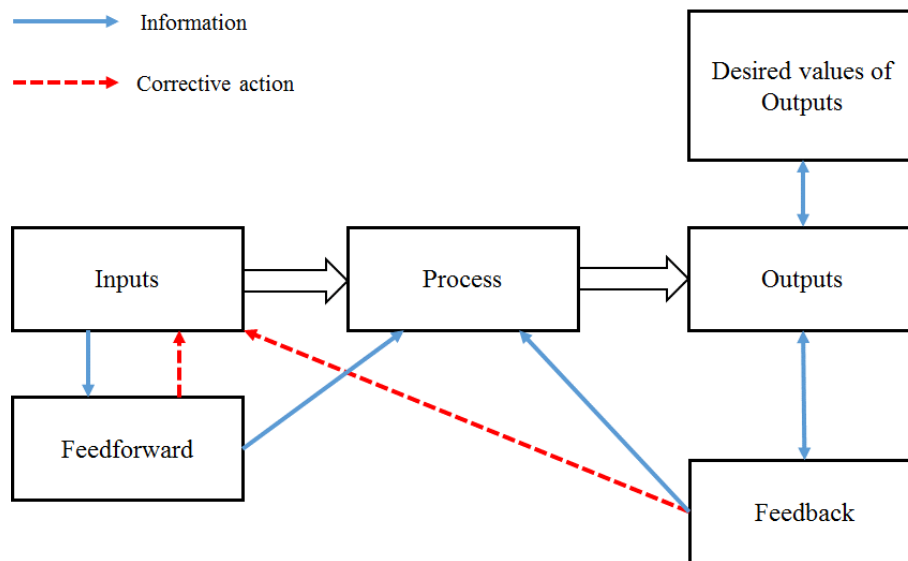 Information
Corrective action
Desired values of
Outputs
Inputs
Process
Outputs
Feedforward
Feedback